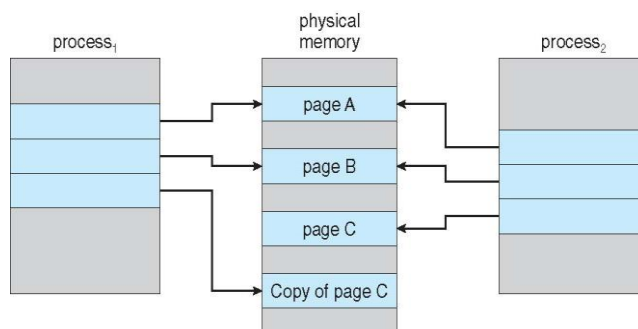 process₁
physical
memory
process₂
page A
page B
page C
Copy of page C